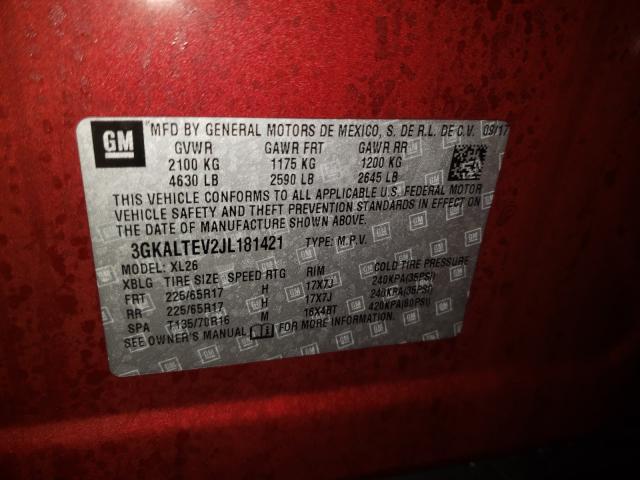 GM MFD BY GENERAL MOTORS DE MEXICO, S. DE R.L. DE C.V. 09/17
GVWR GAWR FRT GAWR RR
2100 KG 1175 KG 1200 KG
4630 LB 2590 LB 2645 LB
THIS VEHICLE CONFORMS TO ALL APPLICABLE U.S. FEDERAL MOTOR
VEHICLE SAFETY AND THEFT PREVENTION STANDARDS IN EFFECT ON
THE DATE OF MANUFACTURE SHOWN ABOVE.
3GKALTEV2JL181421 TYPE: M.P.V.
MODEL: XL26
XBLG TIRE SIZE SPEED RTG RIM COLD TIRE PRESSURE
FRT 225/65R17 H 17X7J 240KPA(35PSI)
RR 225/65R17 H 17X7J 240KPA(35PSI)
SPA T135/70R16 M 16X4BT 420KPA(60PSI)
SEE OWNER'S MANUAL FOR MORE INFORMATION.